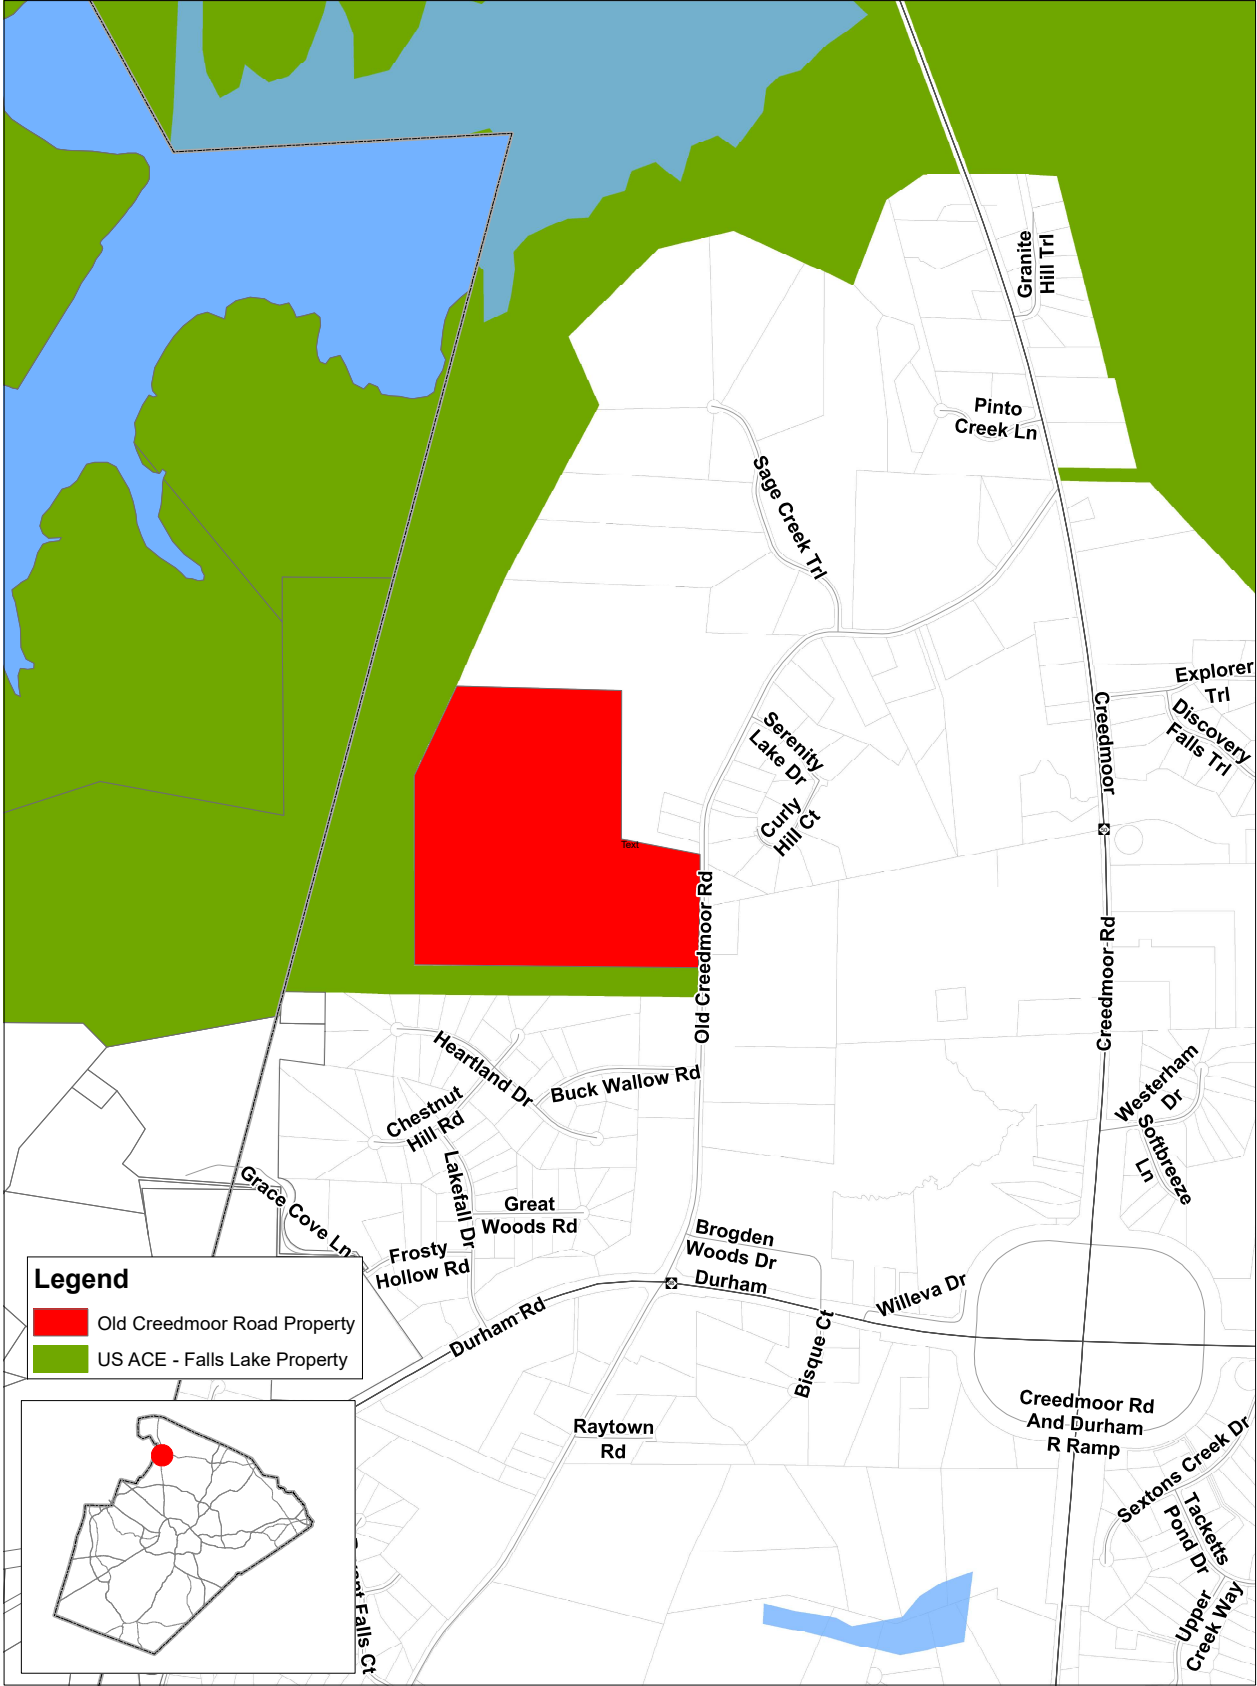 Granite
Hill Trl
Pinto
Creek Ln
Sage Creek Trl
Explorer
Trl
Discovery
Falls Trl
Creedmoor
Serenity
Lake Dr
Curly
Hill Ct
Text
Old Creedmoor Rd
Creedmoor Rd
Heartland Dr
Buck Wallow Rd
Chestnut
Hill Rd
Westerham
Dr
Softbreeze
Ln
Lakefall Dr
Grace Cove Ln
Great
Woods Rd
Frosty
Hollow Rd
Brogden
Woods Dr
Durham
Willeva Dr
Durham Rd
Bisque Ct
Legend
Old Creedmoor Road Property
US ACE - Falls Lake Property
Creedmoor Rd
And Durham
R Ramp
Raytown
Rd
Sextons Creek Dr
Tacketts
Pond Dr
Upper
Creek Way
Falls Ct